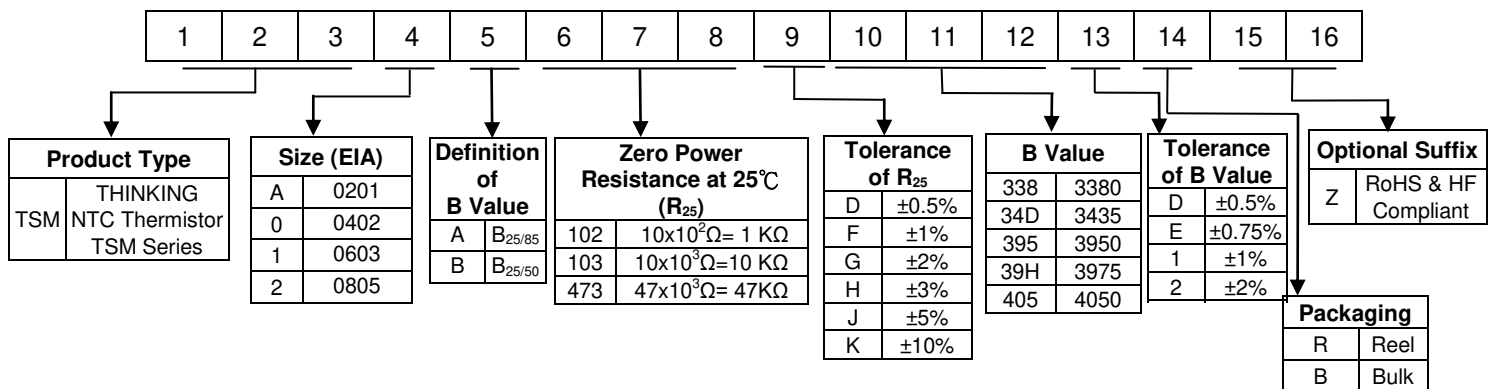 1 2 3 4 5 6 7 8 9 10 11 12 13 14 15 16
Product Type
TSM THINKING
NTC Thermistor
TSM Series
Size (EIA)
A 0201
0 0402
1 0603
2 0805
Definition
of
B Value
A B25/85
B B25/50
Zero Power
Resistance at 25℃
(R25)
102 10x10²Ω= 1 KΩ
103 10x10³Ω=10 KΩ
473 47x10³Ω= 47KΩ
Tolerance
of R25
D ±0.5%
F ±1%
G ±2%
H ±3%
J ±5%
K ±10%
B Value
338 3380
34D 3435
395 3950
39H 3975
405 4050
Tolerance
of B Value
D ±0.5%
E ±0.75%
1 ±1%
2 ±2%
Packaging
R Reel
B Bulk
Optional Suffix
Z RoHS & HF
Compliant